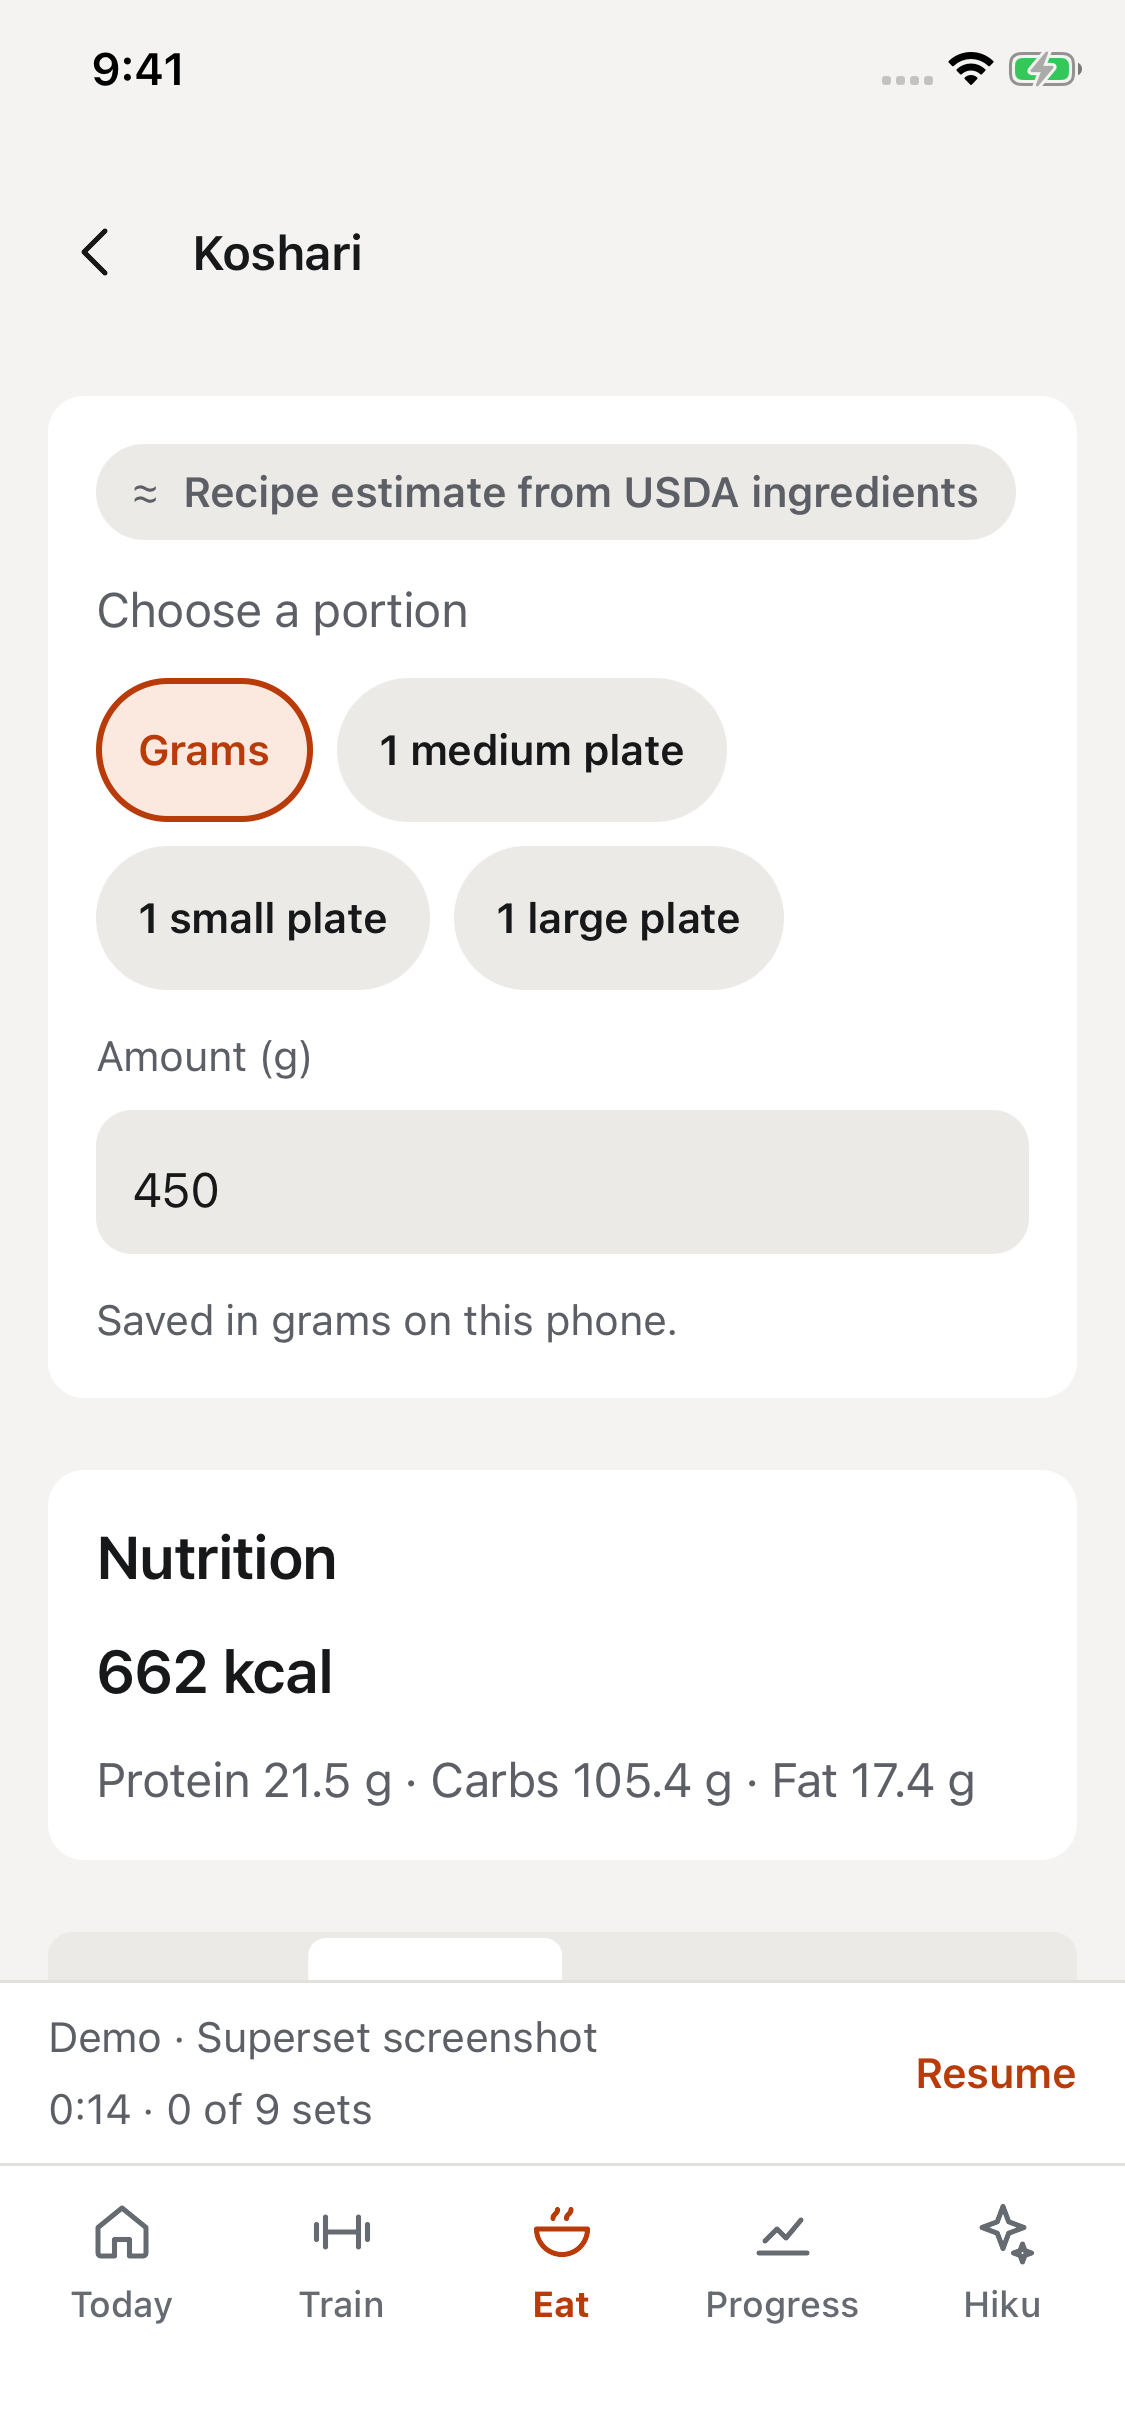 9:41
Koshari
≈ Recipe estimate from USDA ingredients
Choose a portion
Grams
1 medium plate
1 small plate
1 large plate
Amount (g)
450
Saved in grams on this phone.
Nutrition
662 kcal
Protein 21.5 g · Carbs 105.4 g · Fat 17.4 g
Demo · Superset screenshot
0:14 · 0 of 9 sets
Resume
Today
Train
Eat
Progress
Hiku